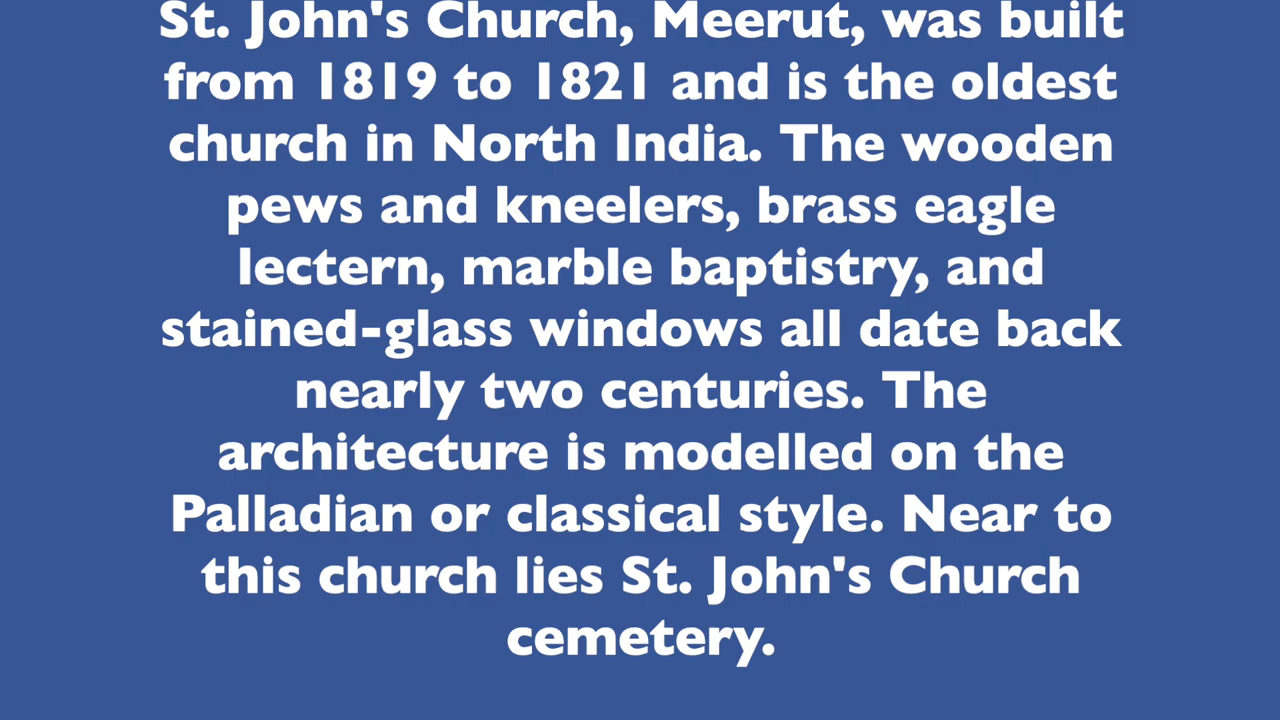 St. John's Church, Meerut, was built
from 1819 to 1821 and is the oldest
church in North India. The wooden
pews and kneelers, brass eagle
lectern, marble baptistry, and
stained-glass windows all date back
nearly two centuries. The
architecture is modelled on the
Palladian or classical style. Near to
this church lies St. John's Church
cemetery.